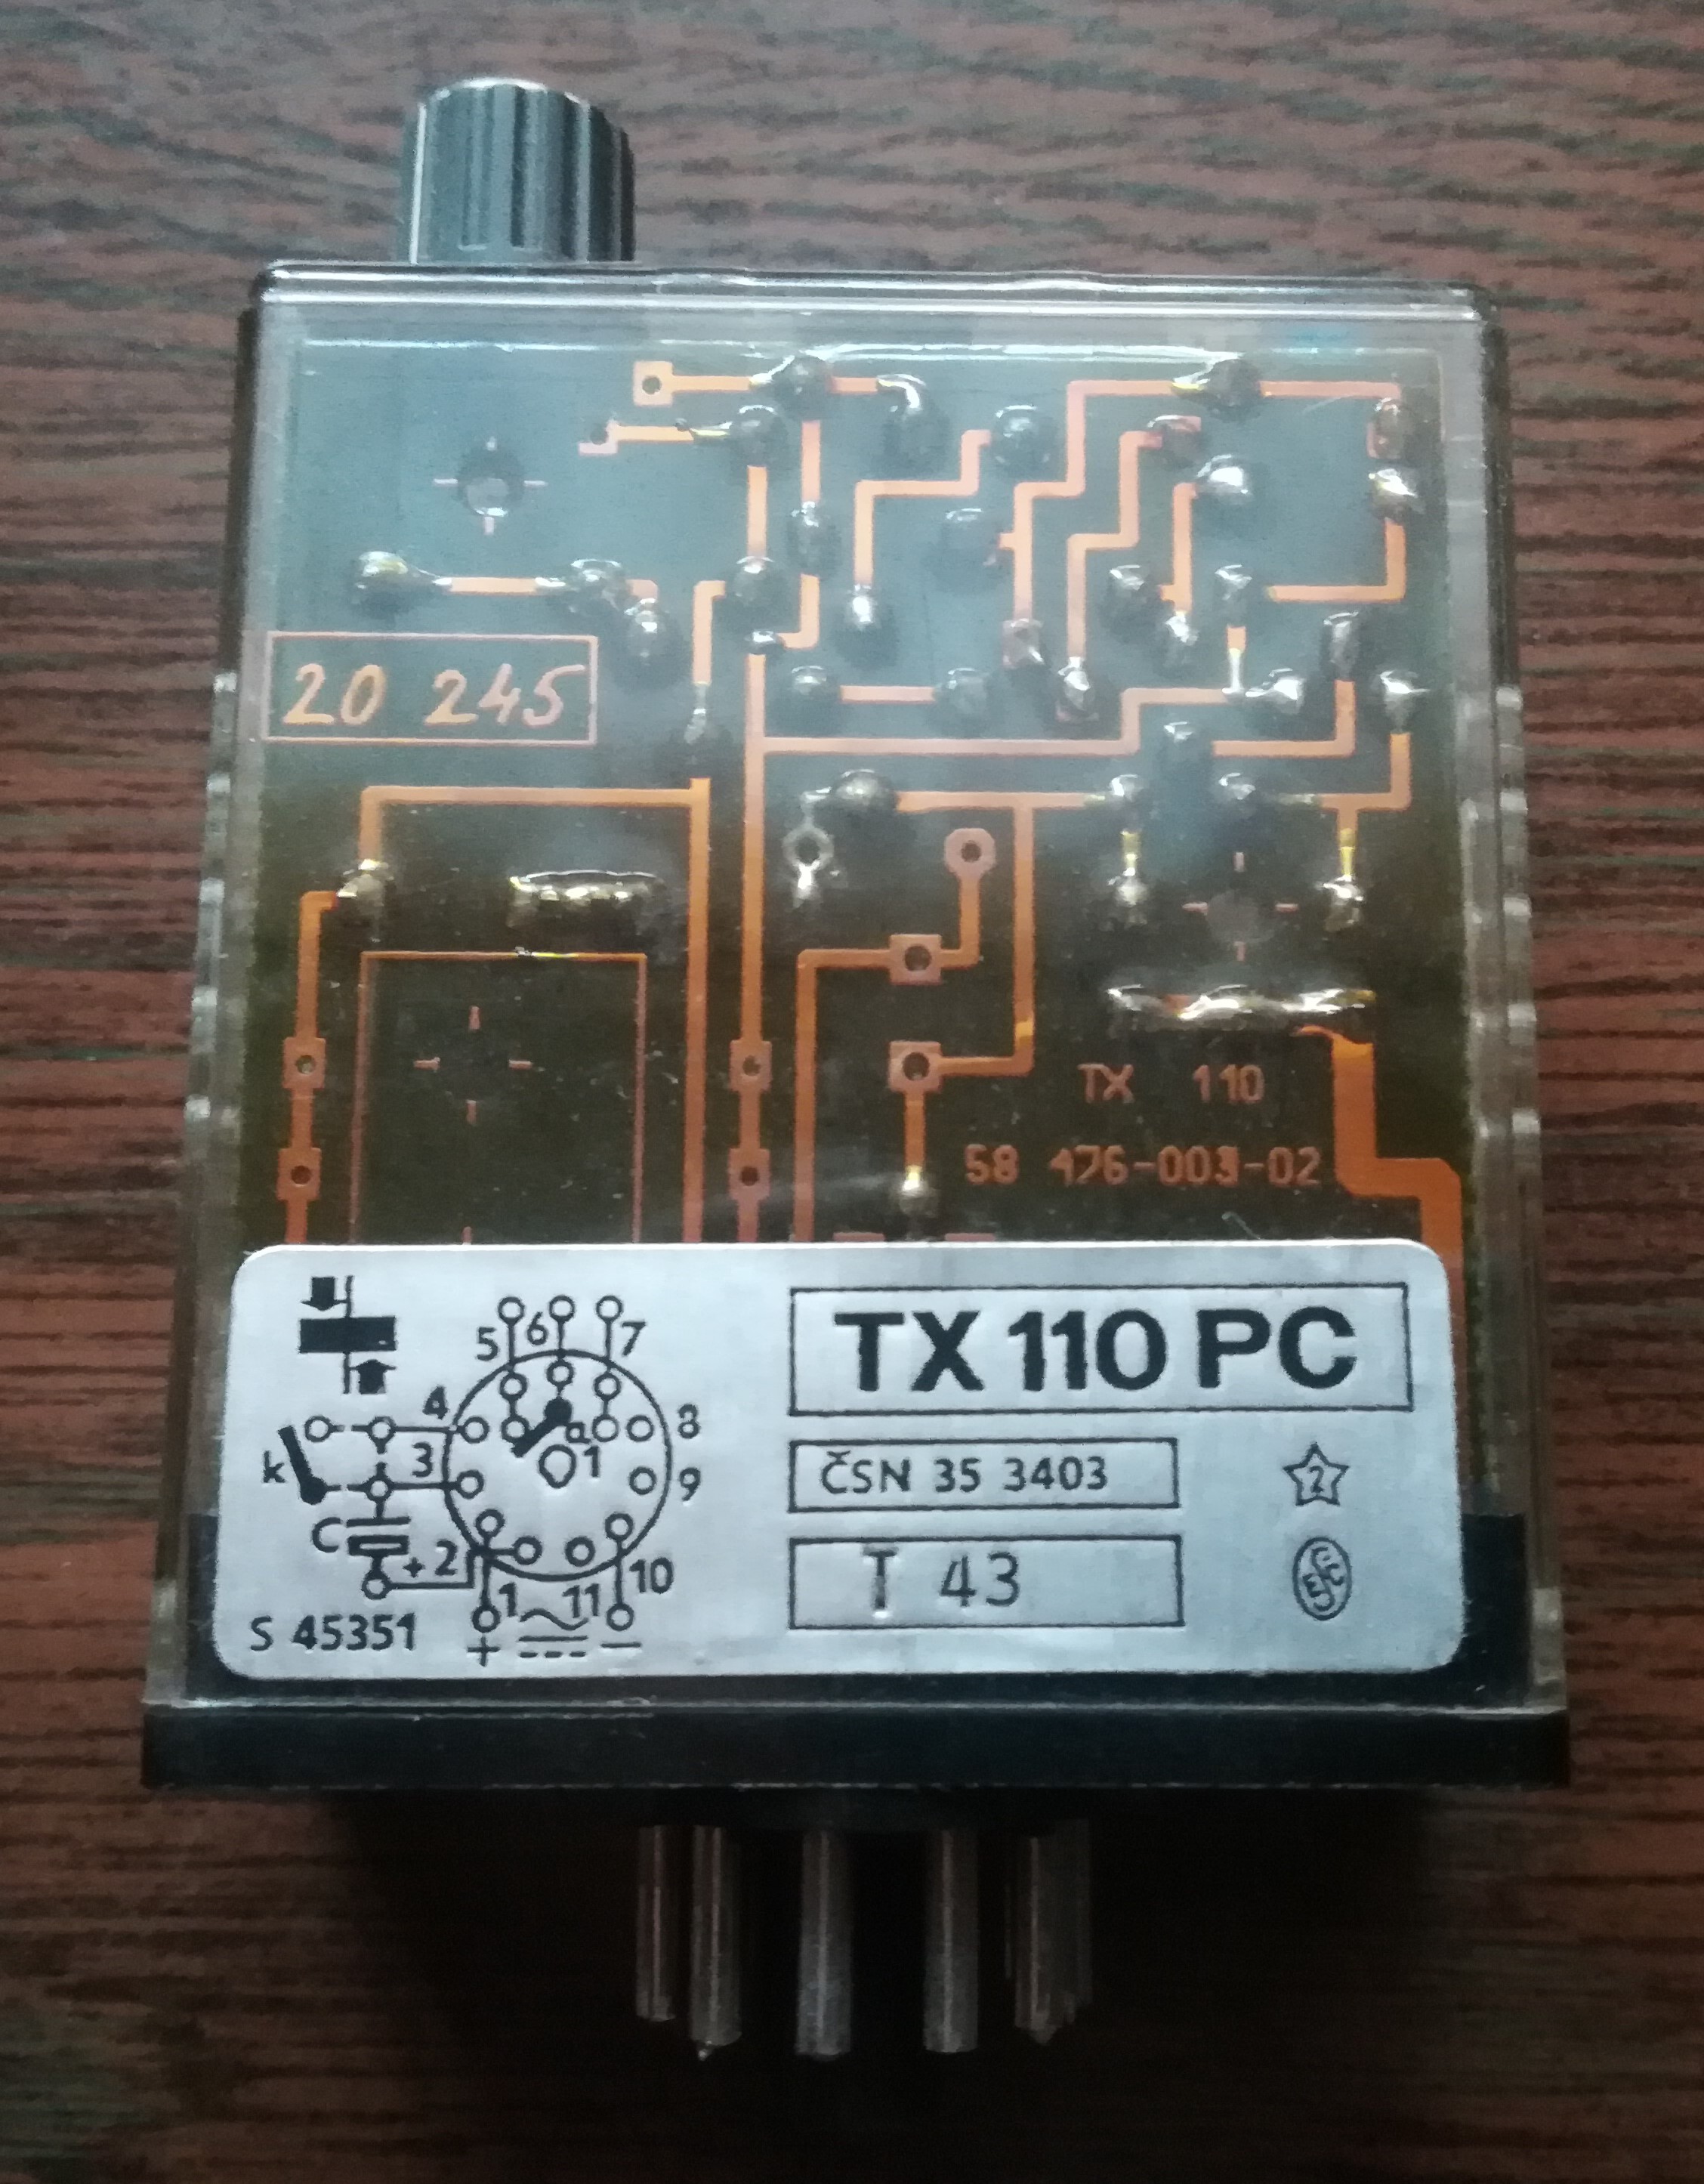 20 245
TX 110
58 476-003-02
5 6 7
4 8
k 3 a 1 9
C + 2 1 11 10
S 45351 + ~ −
TX 110 PC
ČSN 35 3403
2
T 43